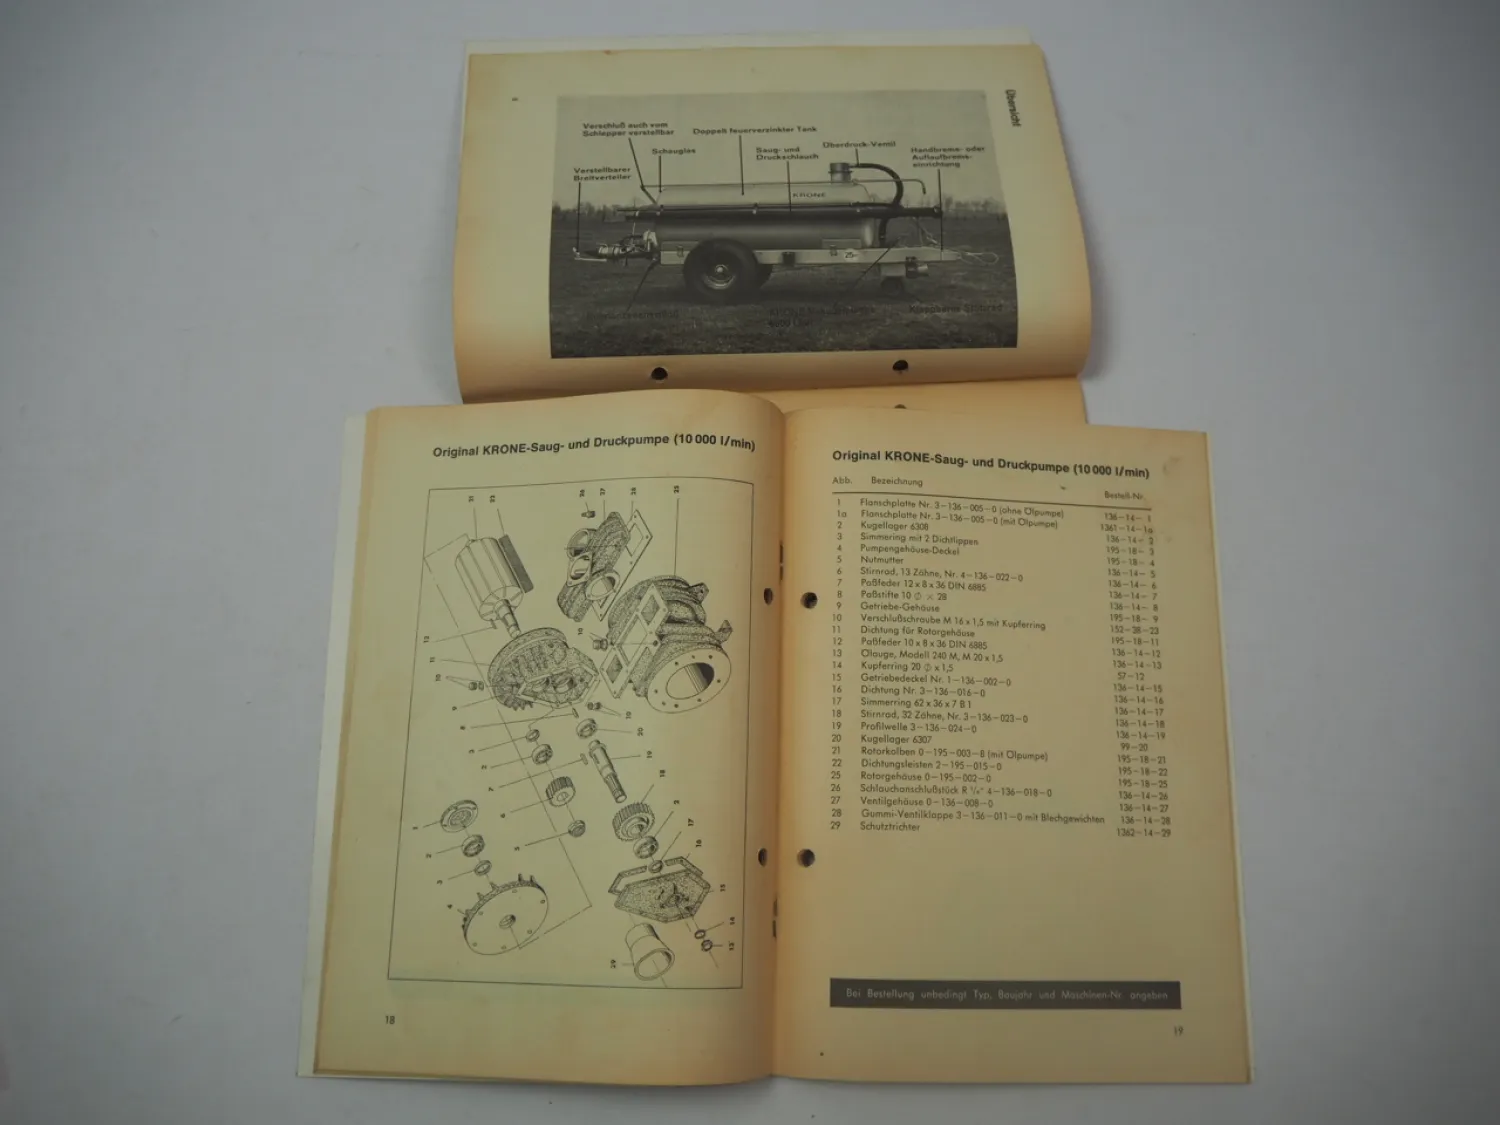 Übersicht
Verschluß auch vom
Schlepper verstellbar
Doppelt feuerverzinkter Tank
Schauglas
Saug- und
Druckschlauch
Überdruck-Ventil
Handbrems- oder
Auflaufbrems-
einrichtung
Verstellbarer
Breitverteiler
KRONE
25
Klappbares Stützrad
Original KRONE-Saug- und Druckpumpe (10 000 l/min)
21 22 26 27 28 25
18
Original KRONE-Saug- und Druckpumpe (10 000 l/min)
Abb. Bezeichnung Bestell-Nr.
1 Flanschplatte Nr. 3–136–005–0 (ohne Ölpumpe) 136–14– 1
1a Flanschplatte Nr. 3–136–005–0 (mit Ölpumpe) 1361–14–1a
2 Kugellager 6308 136–14– 2
3 Simmering mit 2 Dichtlippen 195–18– 3
4 Pumpengehäuse-Deckel 195–18– 4
5 Nutmutter 136–14– 5
6 Stirnrad, 13 Zähne, Nr. 4–136–022–0 136–14– 6
7 Paßfeder 12 x 8 x 36 DIN 6885 136–14– 7
8 Paßstifte 10 ∅ × 28 136–14– 8
9 Getriebe-Gehäuse 195–18– 9
10 Verschlußschraube M 16 x 1,5 mit Kupferring 152–38–23
11 Dichtung für Rotorgehäuse 195–18–11
12 Paßfeder 10 x 8 x 36 DIN 6885 136–14–12
13 Ölauge, Modell 240 M, M 20 x 1,5 136–14–13
14 Kupferring 20 ∅ x 1,5 57–12
15 Getriebedeckel Nr. 1–136–002–0 136–14–15
16 Dichtung Nr. 3–136–016–0 136–14–16
17 Simmerring 62 x 36 x 7 B 1 136–14–17
18 Stirnrad, 32 Zähne, Nr. 3–136–023–0 136–14–18
19 Profilwelle 3–136–024–0 136–14–19
20 Kugellager 6307 99–20
21 Rotorkolben 0–195–003–8 (mit Ölpumpe) 195–18–21
22 Dichtungsleisten 2–195–015–0 195–18–22
25 Rotorgehäuse 0–195–002–0 195–18–25
26 Schlauchanschlußstück R ¼" 4–136–018–0 136–14–26
27 Ventilgehäuse 0–136–008–0 136–14–27
28 Gummi-Ventilklappe 3–136–011–0 mit Blechgewichten 136–14–28
29 Schutztrichter 1362–14–29
Bei Bestellung unbedingt Typ, Baujahr und Maschinen-Nr. angeben
19